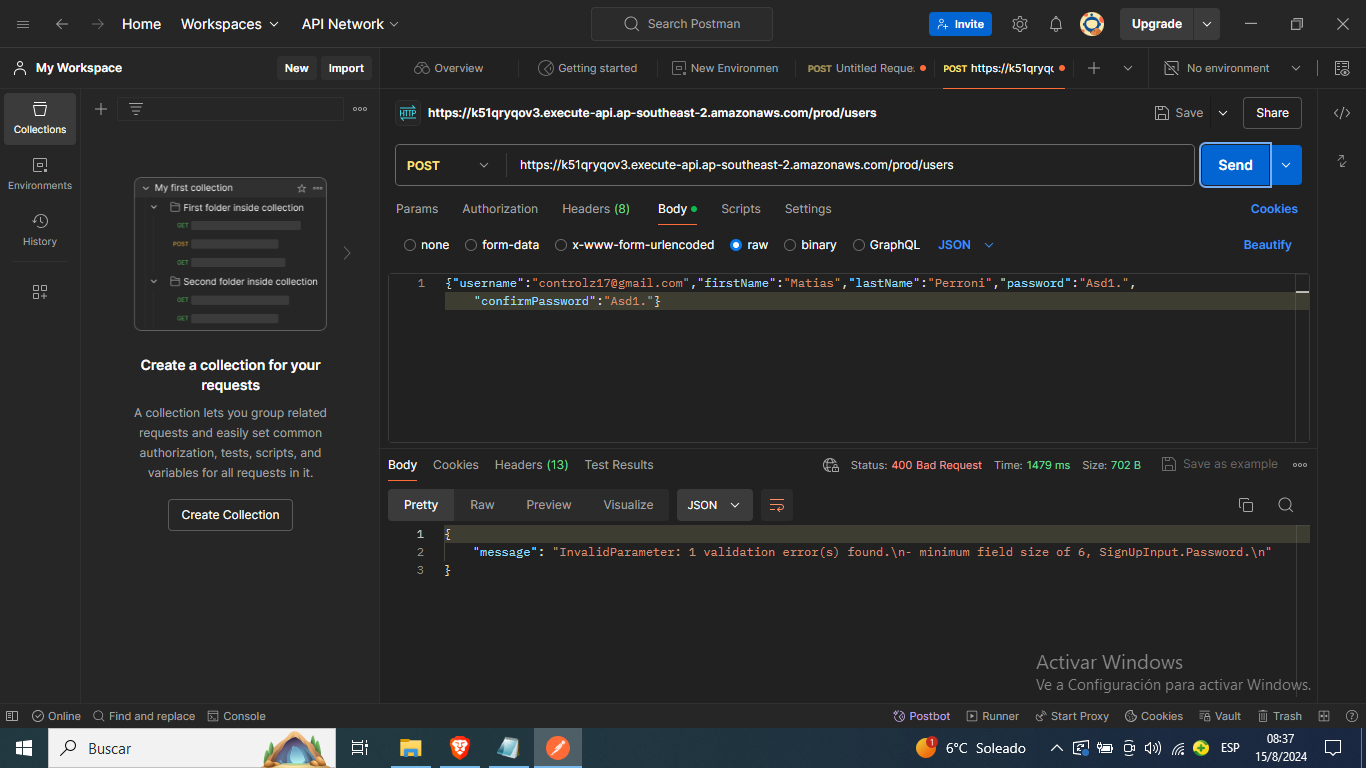 Home Workspaces API Network Search Postman Invite Upgrade
My Workspace New Import Overview Getting started New Environmen POST Untitled Reque: POST https://k51qryqc No environment
Collections
Environments
History
My first collection
First folder inside collection
GET
POST
GET
Second folder inside collection
GET
GET
Create a collection for your
requests
A collection lets you group related
requests and easily set common
authorization, tests, scripts, and
variables for all requests in it.
Create Collection
HTTP https://k51qryqov3.execute-api.ap-southeast-2.amazonaws.com/prod/users Save Share
POST https://k51qryqov3.execute-api.ap-southeast-2.amazonaws.com/prod/users Send
Params Authorization Headers (8) Body Scripts Settings Cookies
none form-data x-www-form-urlencoded raw binary GraphQL JSON Beautify
1 {"username":"controlz17@gmail.com","firstName":"Matias","lastName":"Perroni","password":"Asd1.",
"confirmPassword":"Asd1."}
Body Cookies Headers (13) Test Results Status: 400 Bad Request Time: 1479 ms Size: 702 B Save as example
Pretty Raw Preview Visualize JSON
1 {
2 "message": "InvalidParameter: 1 validation error(s) found.\n- minimum field size of 6, SignUpInput.Password.\n"
3 }
Activar Windows
Ve a Configuración para activar Windows.
Online Find and replace Console Postbot Runner Start Proxy Cookies Vault Trash
Buscar 1 6°C Soleado ESP 08:37
15/8/2024